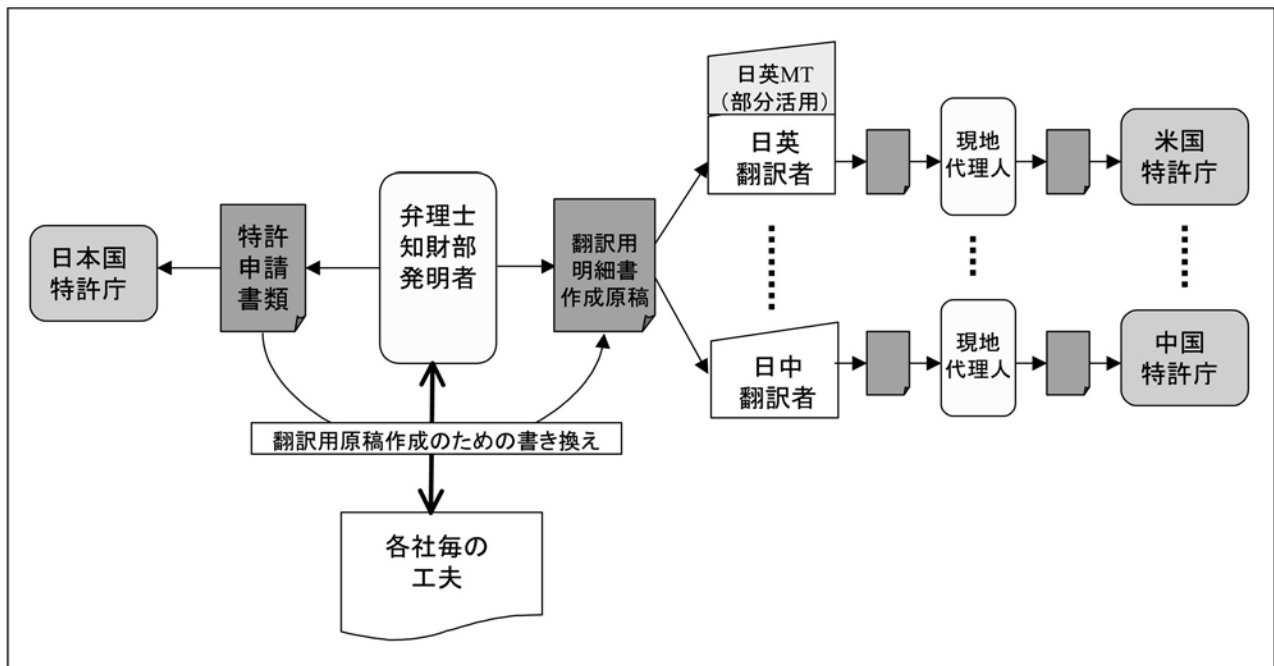 日本国
特許庁
特許
申請
書類
弁理士
知財部
発明者
翻訳用
明細書
作成原稿
日英MT
(部分活用)
日英
翻訳者
現地
代理人
米国
特許庁
日中
翻訳者
現地
代理人
中国
特許庁
翻訳用原稿作成のための書き換え
各社毎の
工夫